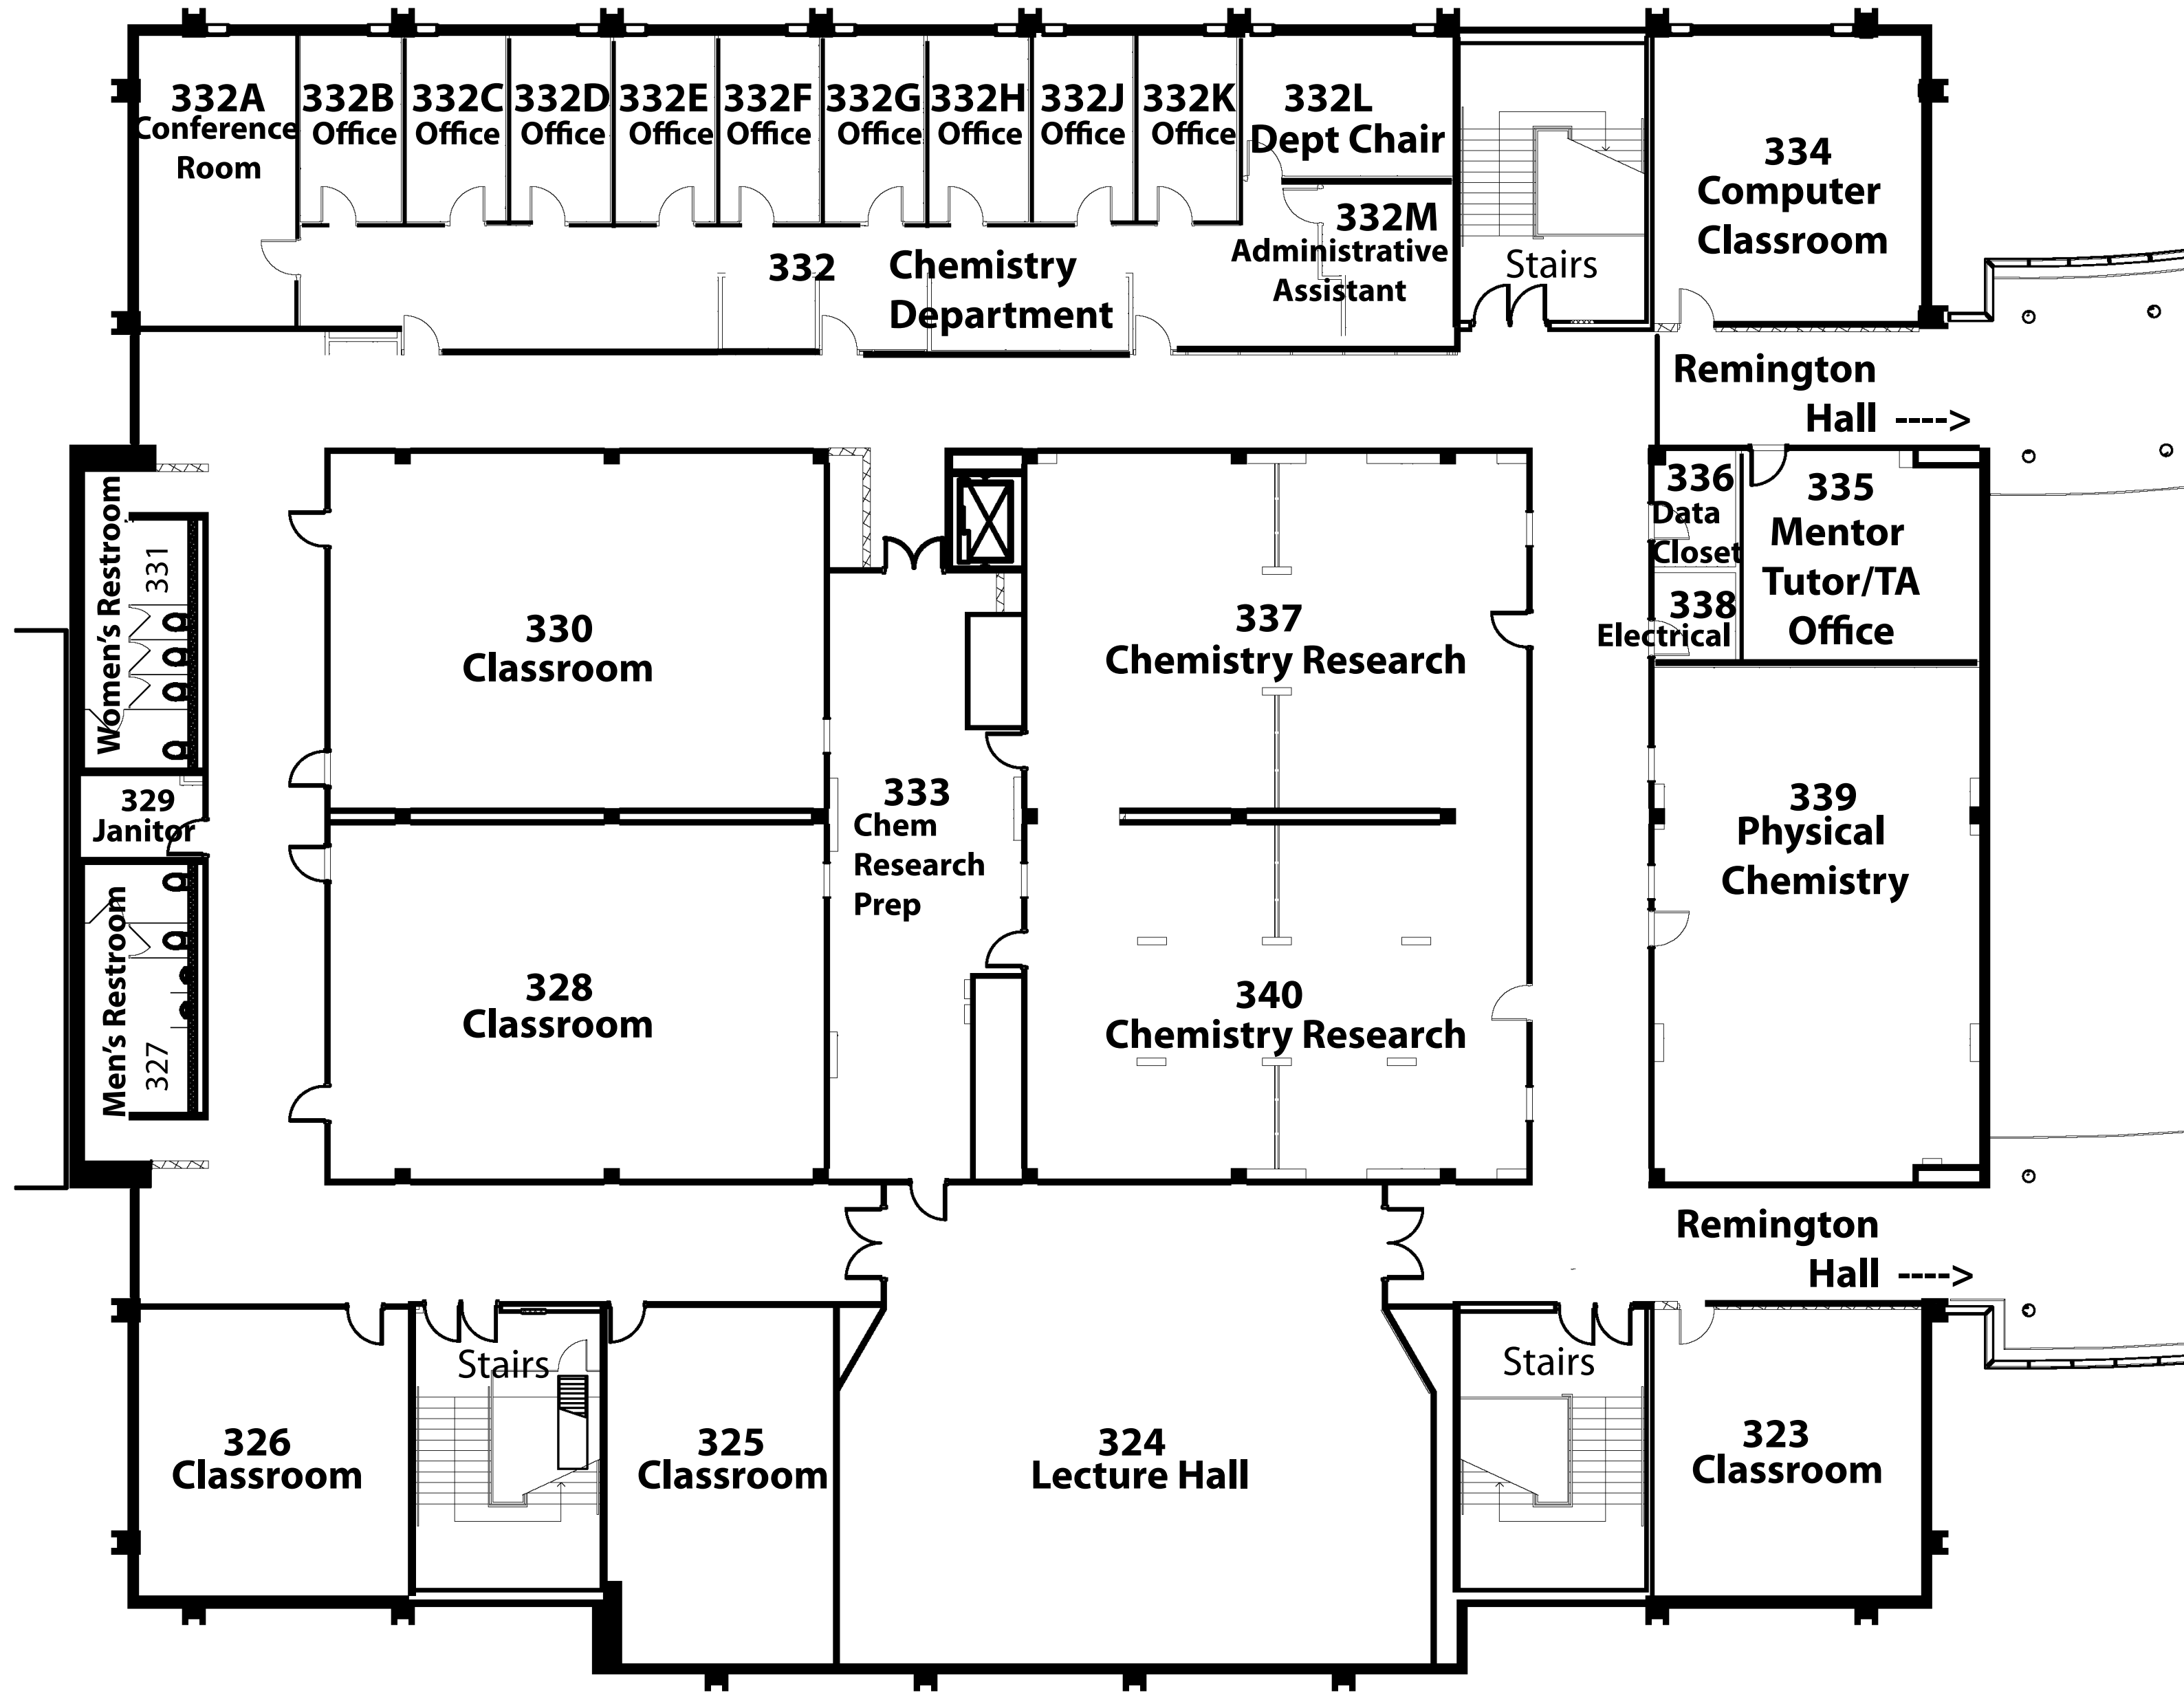 332A
Conference
Room
332B
Office
332C
Office
332D
Office
332E
Office
332F
Office
332G
Office
332H
Office
332J
Office
332K
Office
332L
Dept Chair
332M
Administrative
Assistant
332
Chemistry
Department
Stairs
334
Computer
Classroom
Remington
Hall ---->
Women's Restroom
331
330
Classroom
337
Chemistry Research
336
Data
Closet
335
Mentor
Tutor/TA
Office
338
Electrical
329
Janitor
333
Chem
Research
Prep
339
Physical
Chemistry
Men's Restroom
327
328
Classroom
340
Chemistry Research
Remington
Hall ---->
326
Classroom
Stairs
325
Classroom
324
Lecture Hall
Stairs
323
Classroom